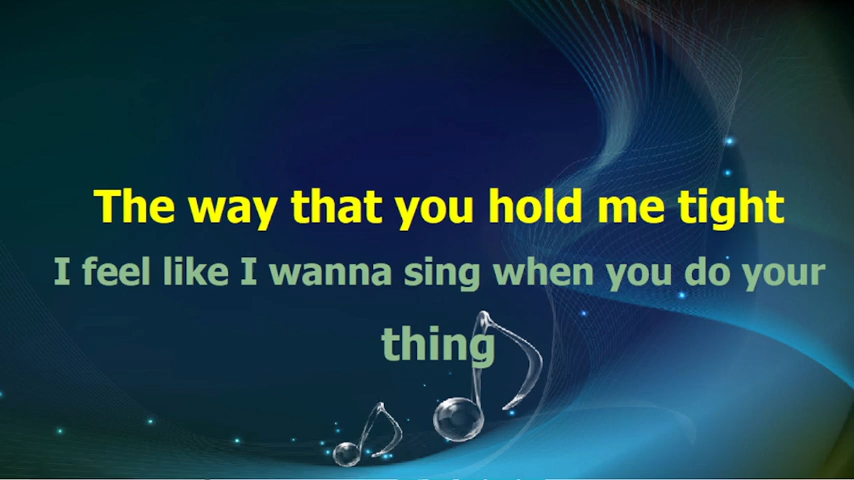 The way that you hold me tight
I feel like I wanna sing when you do your
thing